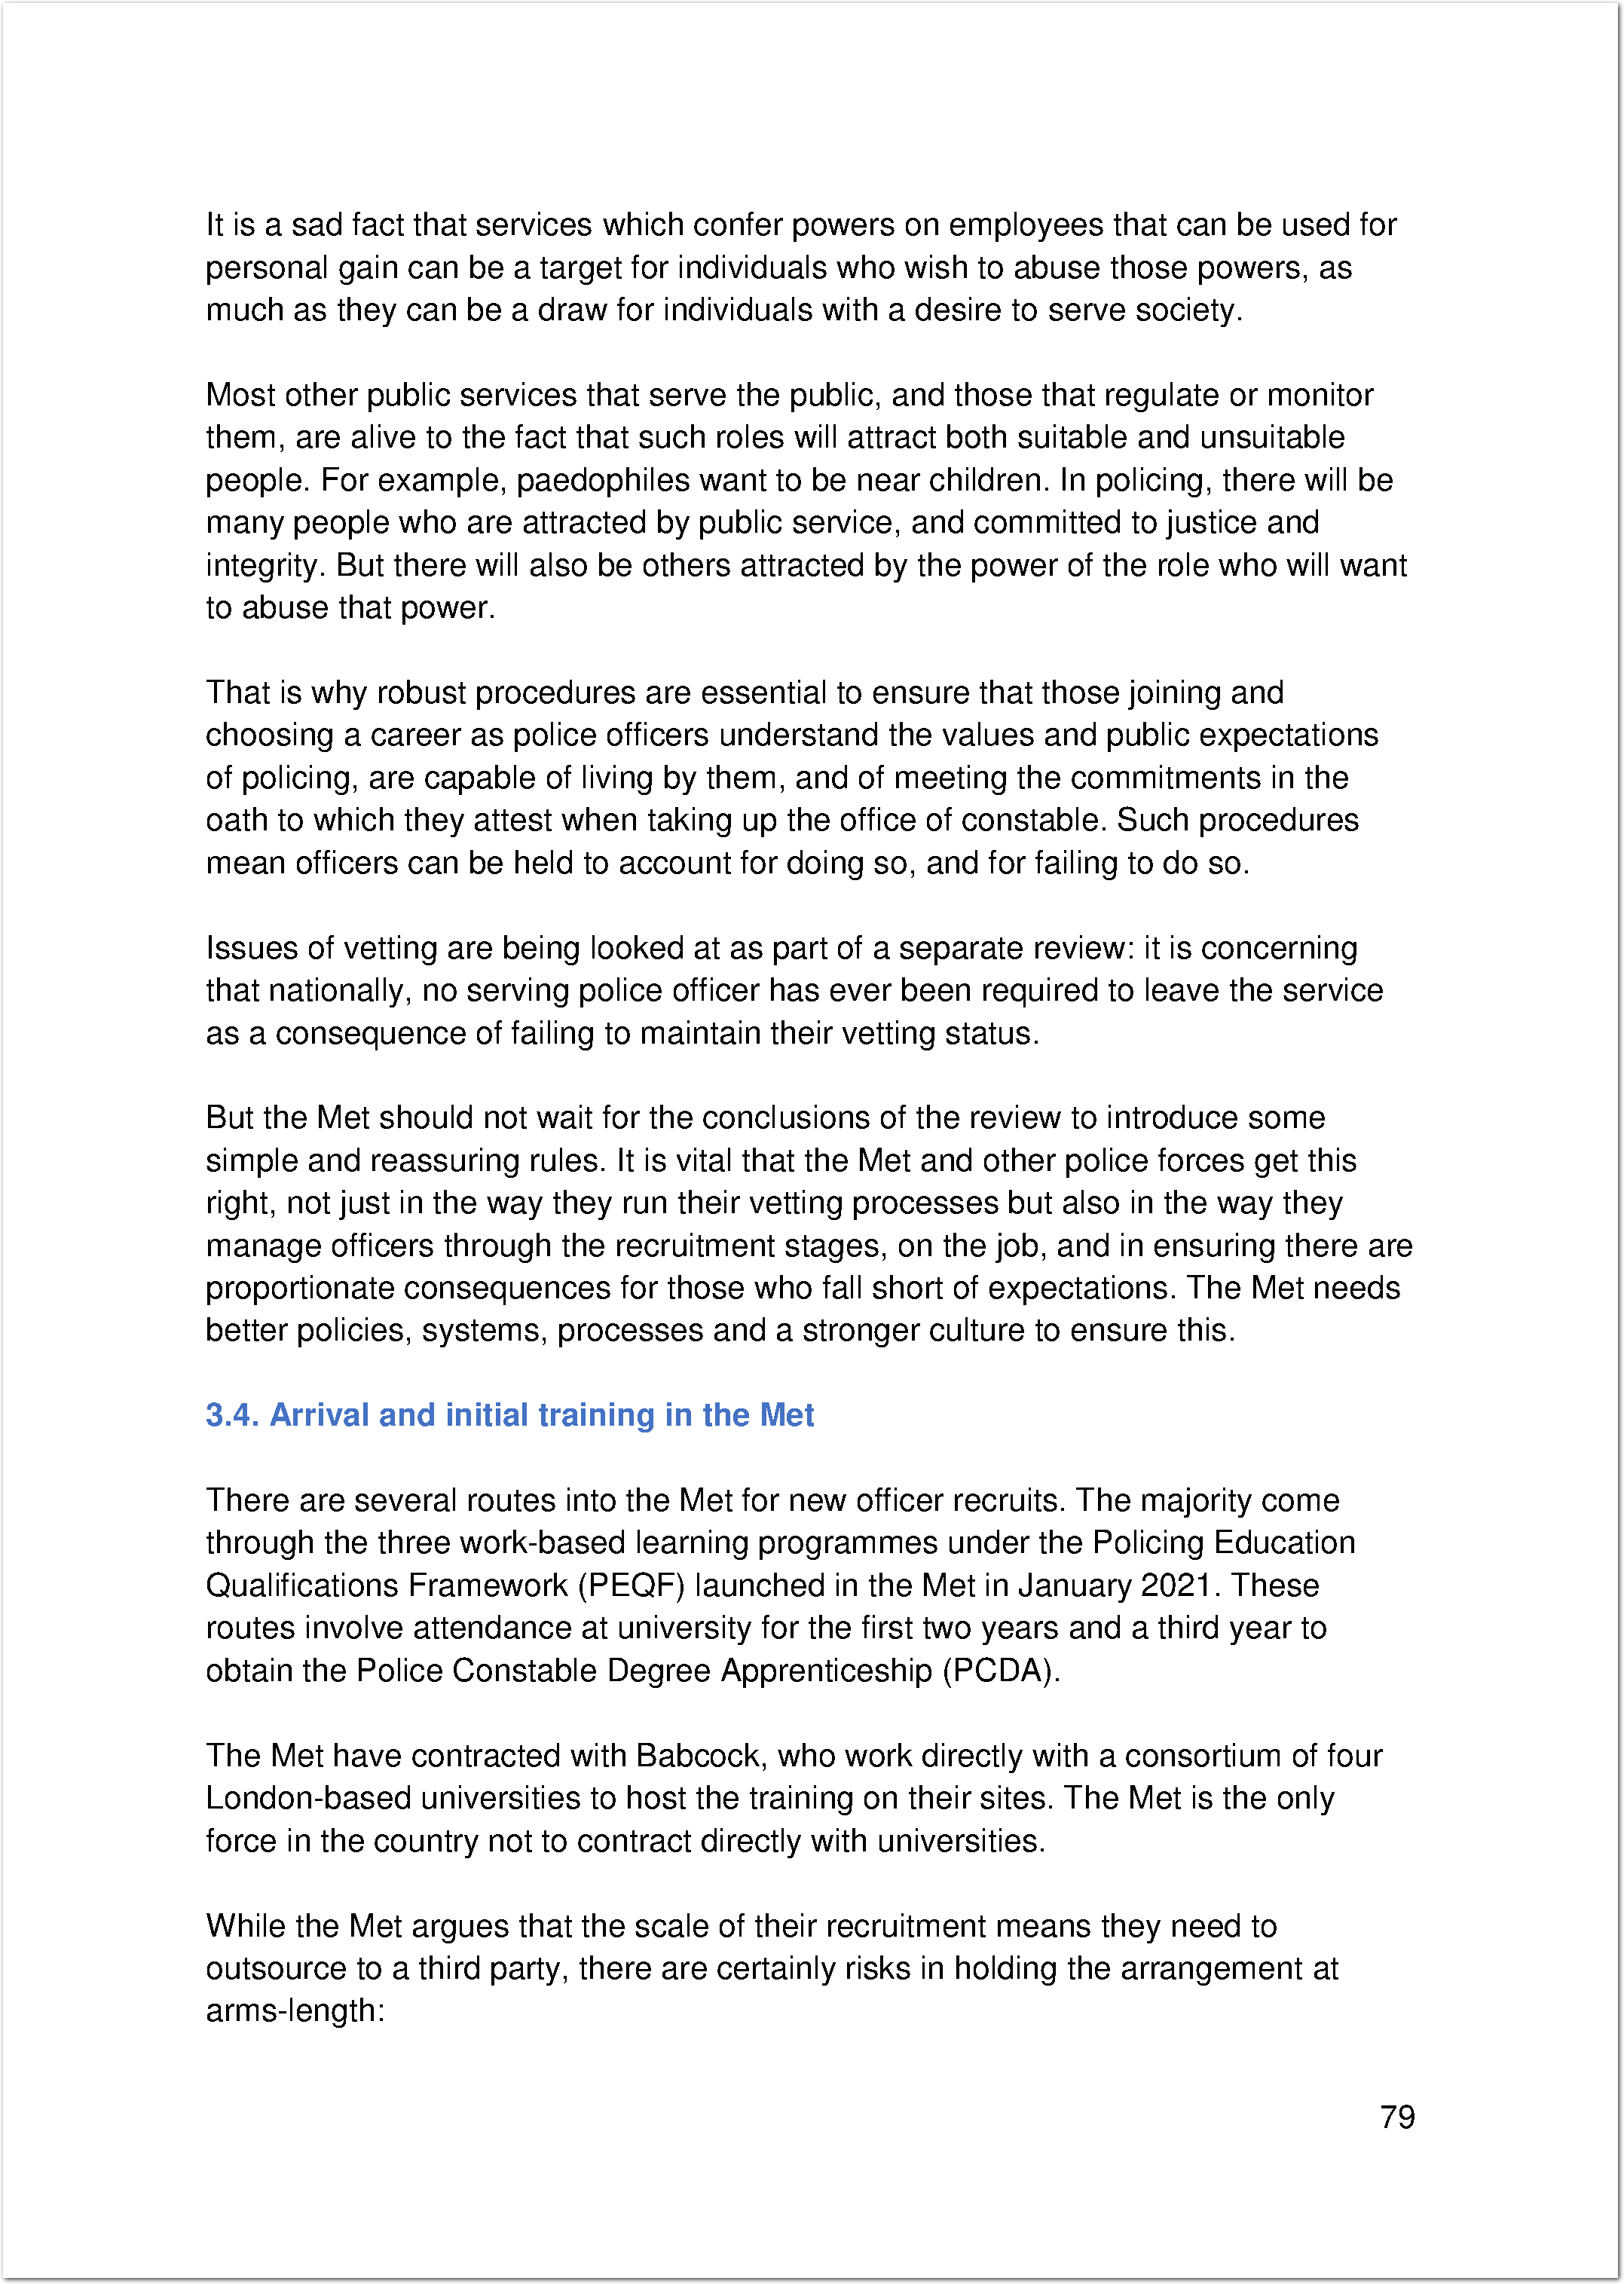 It is a sad fact that services which confer powers on employees that can be used for
personal gain can be a target for individuals who wish to abuse those powers, as
much as they can be a draw for individuals with a desire to serve society.
Most other public services that serve the public, and those that regulate or monitor
them, are alive to the fact that such roles will attract both suitable and unsuitable
people. For example, paedophiles want to be near children. In policing, there will be
many people who are attracted by public service, and committed to justice and
integrity. But there will also be others attracted by the power of the role who will want
to abuse that power.
That is why robust procedures are essential to ensure that those joining and
choosing a career as police officers understand the values and public expectations
of policing, are capable of living by them, and of meeting the commitments in the
oath to which they attest when taking up the office of constable. Such procedures
mean officers can be held to account for doing so, and for failing to do so.
Issues of vetting are being looked at as part of a separate review: it is concerning
that nationally, no serving police officer has ever been required to leave the service
as a consequence of failing to maintain their vetting status.
But the Met should not wait for the conclusions of the review to introduce some
simple and reassuring rules. It is vital that the Met and other police forces get this
right, not just in the way they run their vetting processes but also in the way they
manage officers through the recruitment stages, on the job, and in ensuring there are
proportionate consequences for those who fall short of expectations. The Met needs
better policies, systems, processes and a stronger culture to ensure this.
3.4. Arrival and initial training in the Met
There are several routes into the Met for new officer recruits. The majority come
through the three work-based learning programmes under the Policing Education
Qualifications Framework (PEQF) launched in the Met in January 2021. These
routes involve attendance at university for the first two years and a third year to
obtain the Police Constable Degree Apprenticeship (PCDA).
The Met have contracted with Babcock, who work directly with a consortium of four
London-based universities to host the training on their sites. The Met is the only
force in the country not to contract directly with universities.
While the Met argues that the scale of their recruitment means they need to
outsource to a third party, there are certainly risks in holding the arrangement at
arms-length:
79